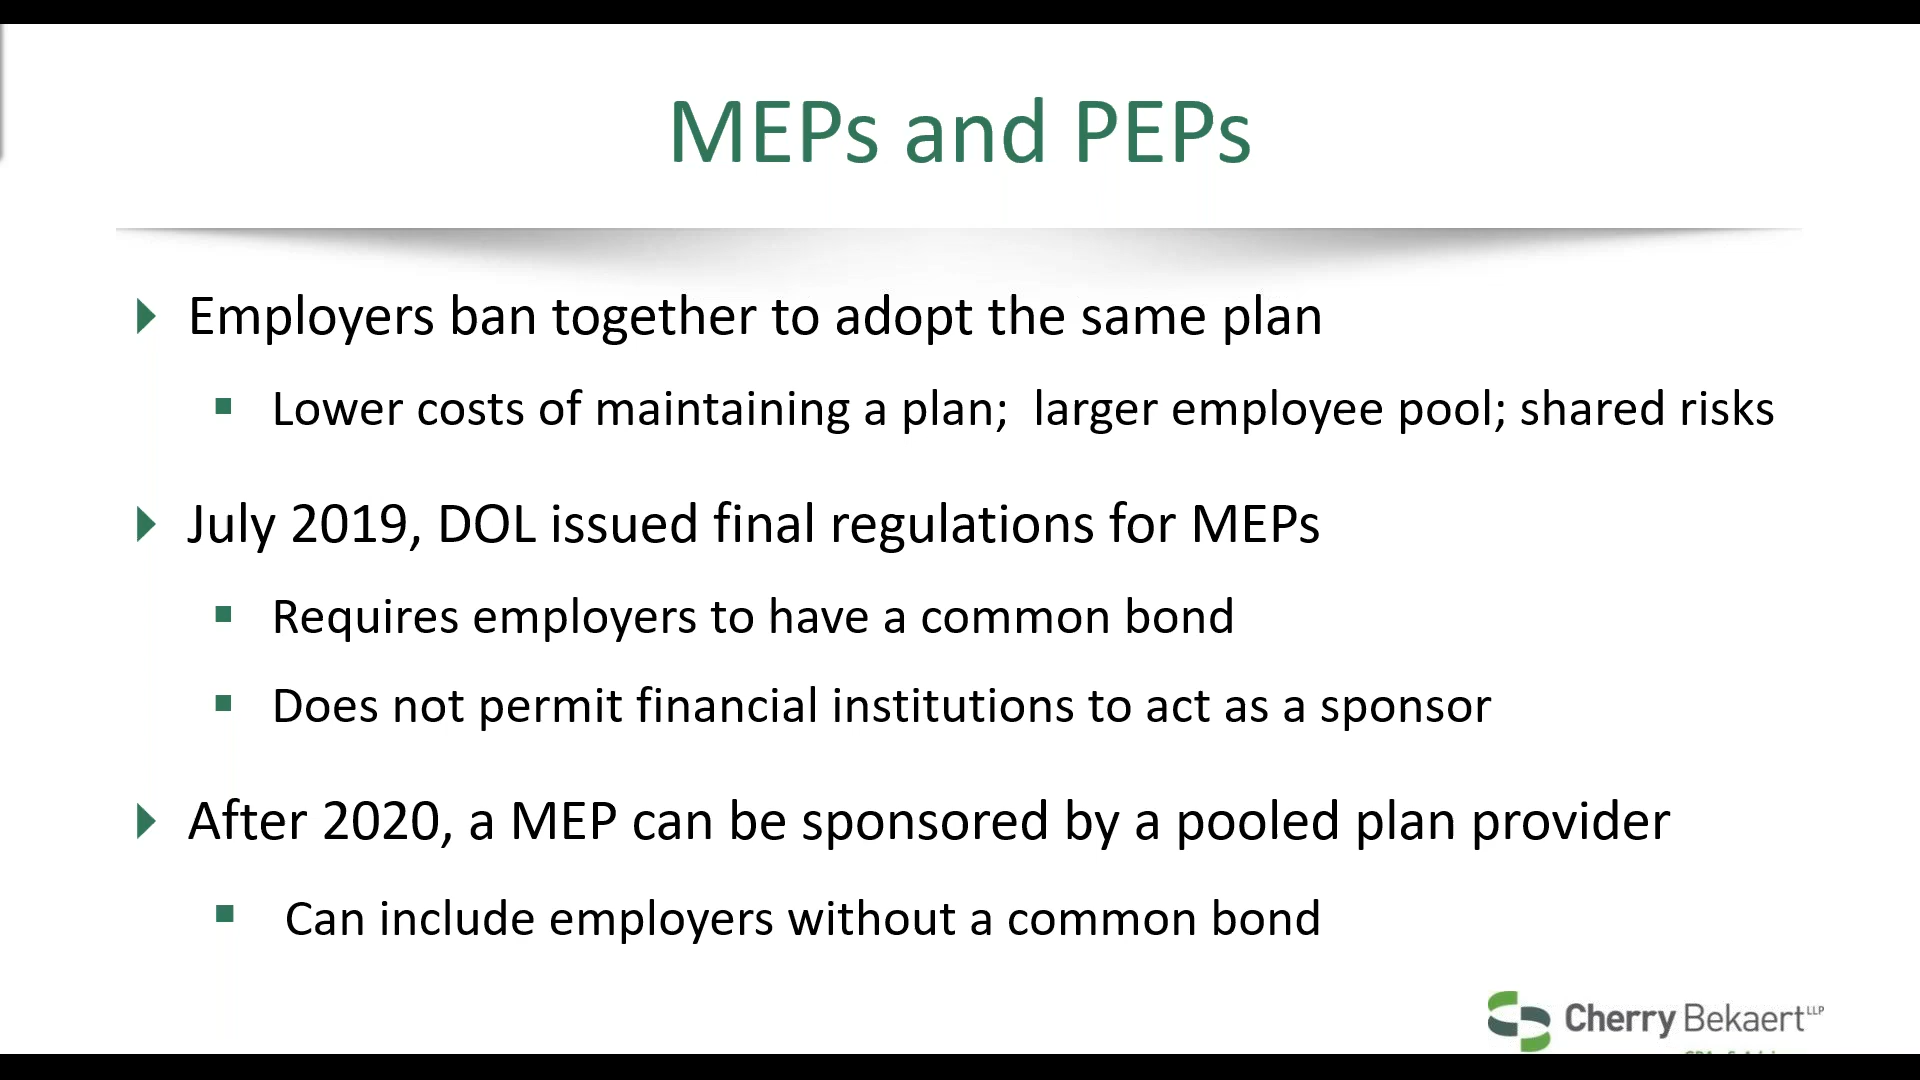 MEPs and PEPs
Employers ban together to adopt the same plan
Lower costs of maintaining a plan;  larger employee pool; shared risks
July 2019, DOL issued final regulations for MEPs
Requires employers to have a common bond
Does not permit financial institutions to act as a sponsor
After 2020, a MEP can be sponsored by a pooled plan provider
Can include employers without a common bond
Cherry Bekaert LLP